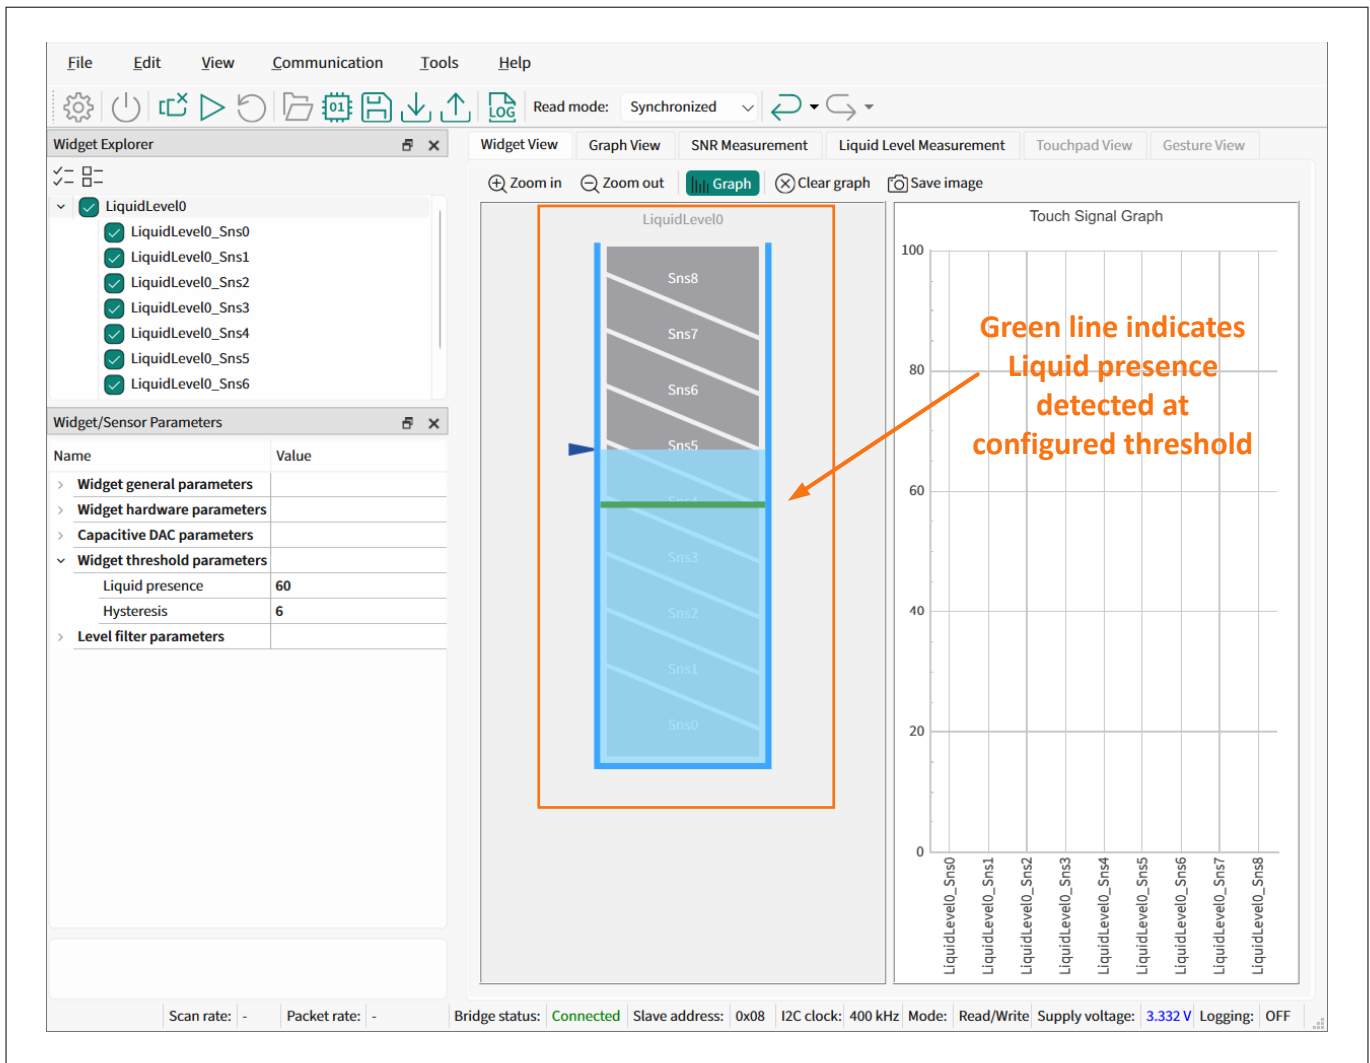 File Edit View Communication Tools Help
01 LOG Read mode: Synchronized
Widget Explorer
LiquidLevel0
LiquidLevel0_Sns0
LiquidLevel0_Sns1
LiquidLevel0_Sns2
LiquidLevel0_Sns3
LiquidLevel0_Sns4
LiquidLevel0_Sns5
LiquidLevel0_Sns6
Widget/Sensor Parameters
Name Value
Widget general parameters
Widget hardware parameters
Capacitive DAC parameters
Widget threshold parameters
Liquid presence 60
Hysteresis 6
Level filter parameters
Widget View Graph View SNR Measurement Liquid Level Measurement Touchpad View Gesture View
Zoom in Zoom out Graph Clear graph Save image
LiquidLevel0
Sns8
Sns7
Sns6
Sns5
Sns4
Sns3
Sns2
Sns1
Sns0
Touch Signal Graph
100
80
60
40
20
0
Green line indicates
Liquid presence
detected at
configured threshold
LiquidLevel0_Sns0
LiquidLevel0_Sns1
LiquidLevel0_Sns2
LiquidLevel0_Sns3
LiquidLevel0_Sns4
LiquidLevel0_Sns5
LiquidLevel0_Sns6
LiquidLevel0_Sns7
LiquidLevel0_Sns8
Scan rate: - Packet rate: - Bridge status: Connected Slave address: 0x08 I2C clock: 400 kHz Mode: Read/Write Supply voltage: 3.332 V Logging: OFF